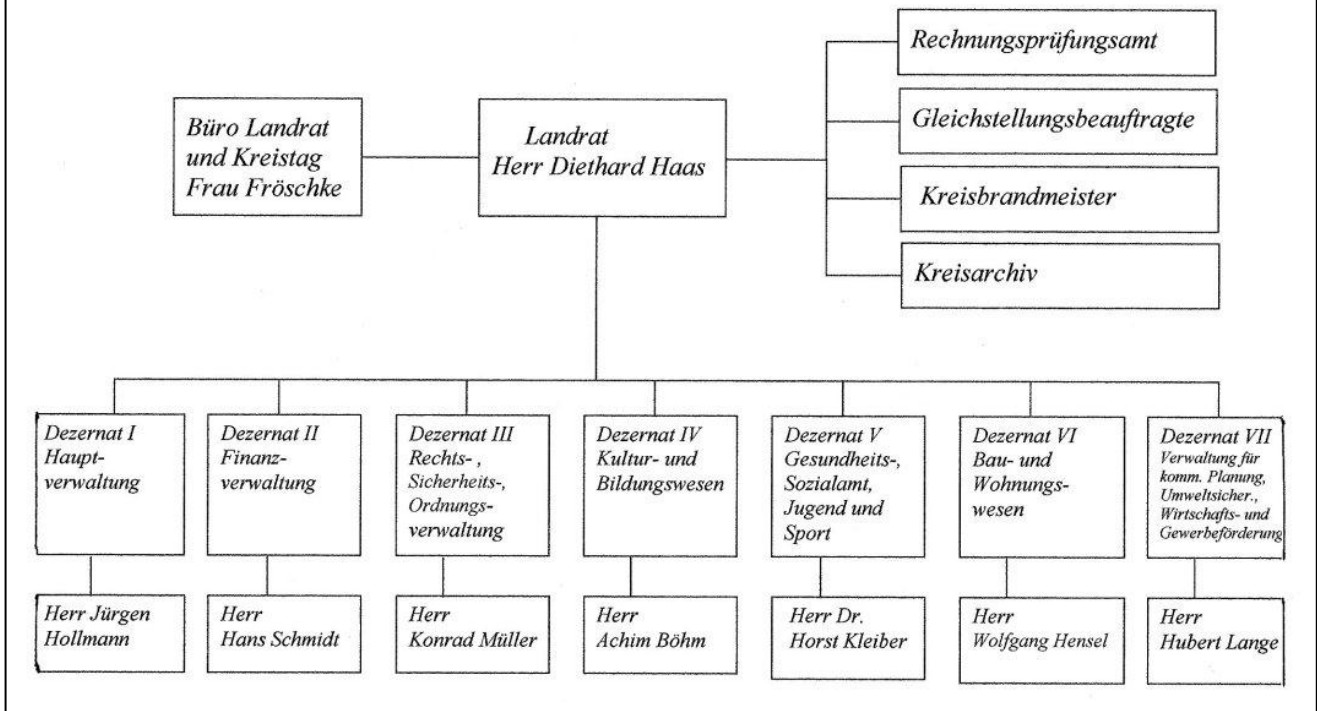 Rechnungsprüfungsamt
Büro Landrat
und Kreistag
Frau Fröschke
Landrat
Herr Diethard Haas
Gleichstellungsbeauftragte
Kreisbrandmeister
Kreisarchiv
Dezernat I
Haupt-
verwaltung
Dezernat II
Finanz-
verwaltung
Dezernat III
Rechts- ,
Sicherheits-,
Ordnungs-
verwaltung
Dezernat IV
Kultur- und
Bildungswesen
Dezernat V
Gesundheits-,
Sozialamt,
Jugend und
Sport
Dezernat VI
Bau- und
Wohnungs-
wesen
Dezernat VII
Verwaltung für
komm. Planung,
Umweltsicher.,
Wirtschafts- und
Gewerbeförderung
Herr Jürgen
Hollmann
Herr
Hans Schmidt
Herr
Konrad Müller
Herr
Achim Böhm
Herr Dr.
Horst Kleiber
Herr
Wolfgang Hensel
Herr
Hubert Lange